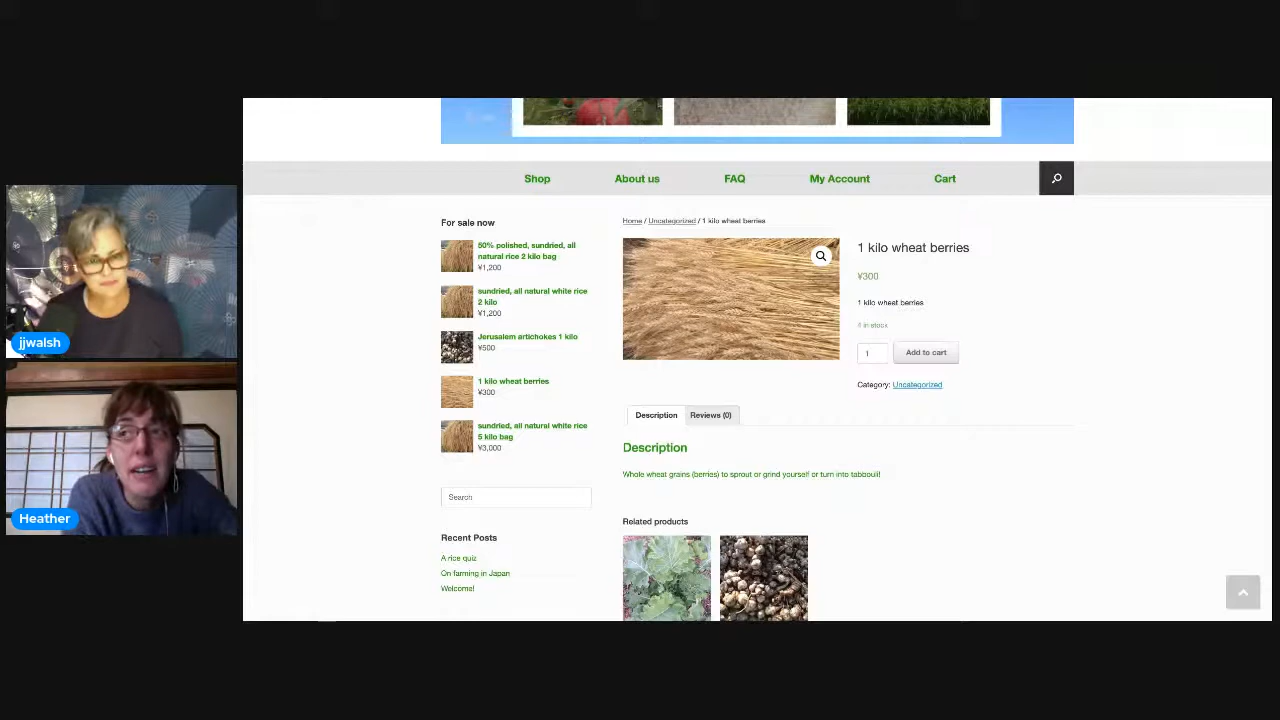 Shop
About us
FAQ
My Account
Cart
For sale now
50% polished, sundried, all
natural rice 2 kilo bag
¥1,200
sundried, all natural white rice
2 kilo
¥1,200
Jerusalem artichokes 1 kilo
¥500
1 kilo wheat berries
¥300
sundried, all natural white rice
5 kilo bag
¥3,000
Search
Recent Posts
A rice quiz
On farming in Japan
Welcome!
Home / Uncategorized / 1 kilo wheat berries
1 kilo wheat berries
¥300
1 kilo wheat berries
in stock
1
Add to cart
Category: Uncategorized
Description
Reviews (0)
Description
Whole wheat grains (berries) to sprout or grind yourself or turn into tabbouli!
Related products
jjwalsh
Heather